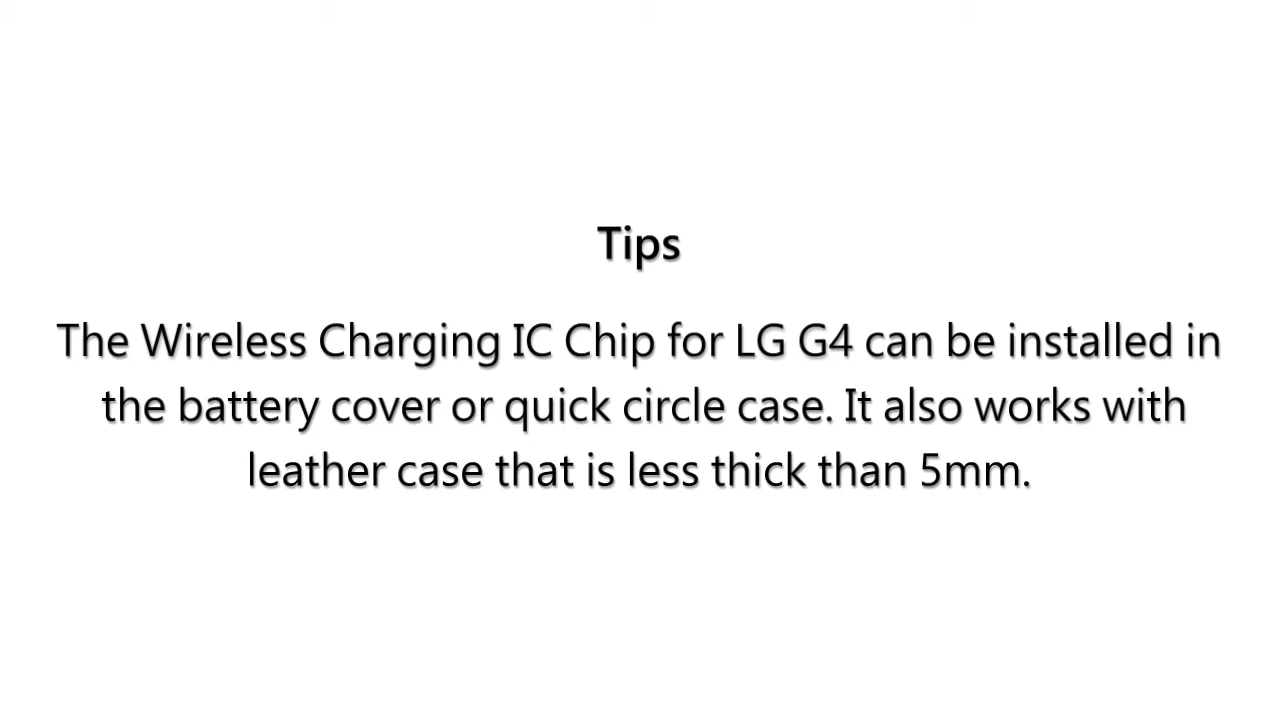 Tips
The Wireless Charging IC Chip for LG G4 can be installed in
the battery cover or quick circle case. It also works with
leather case that is less thick than 5mm.